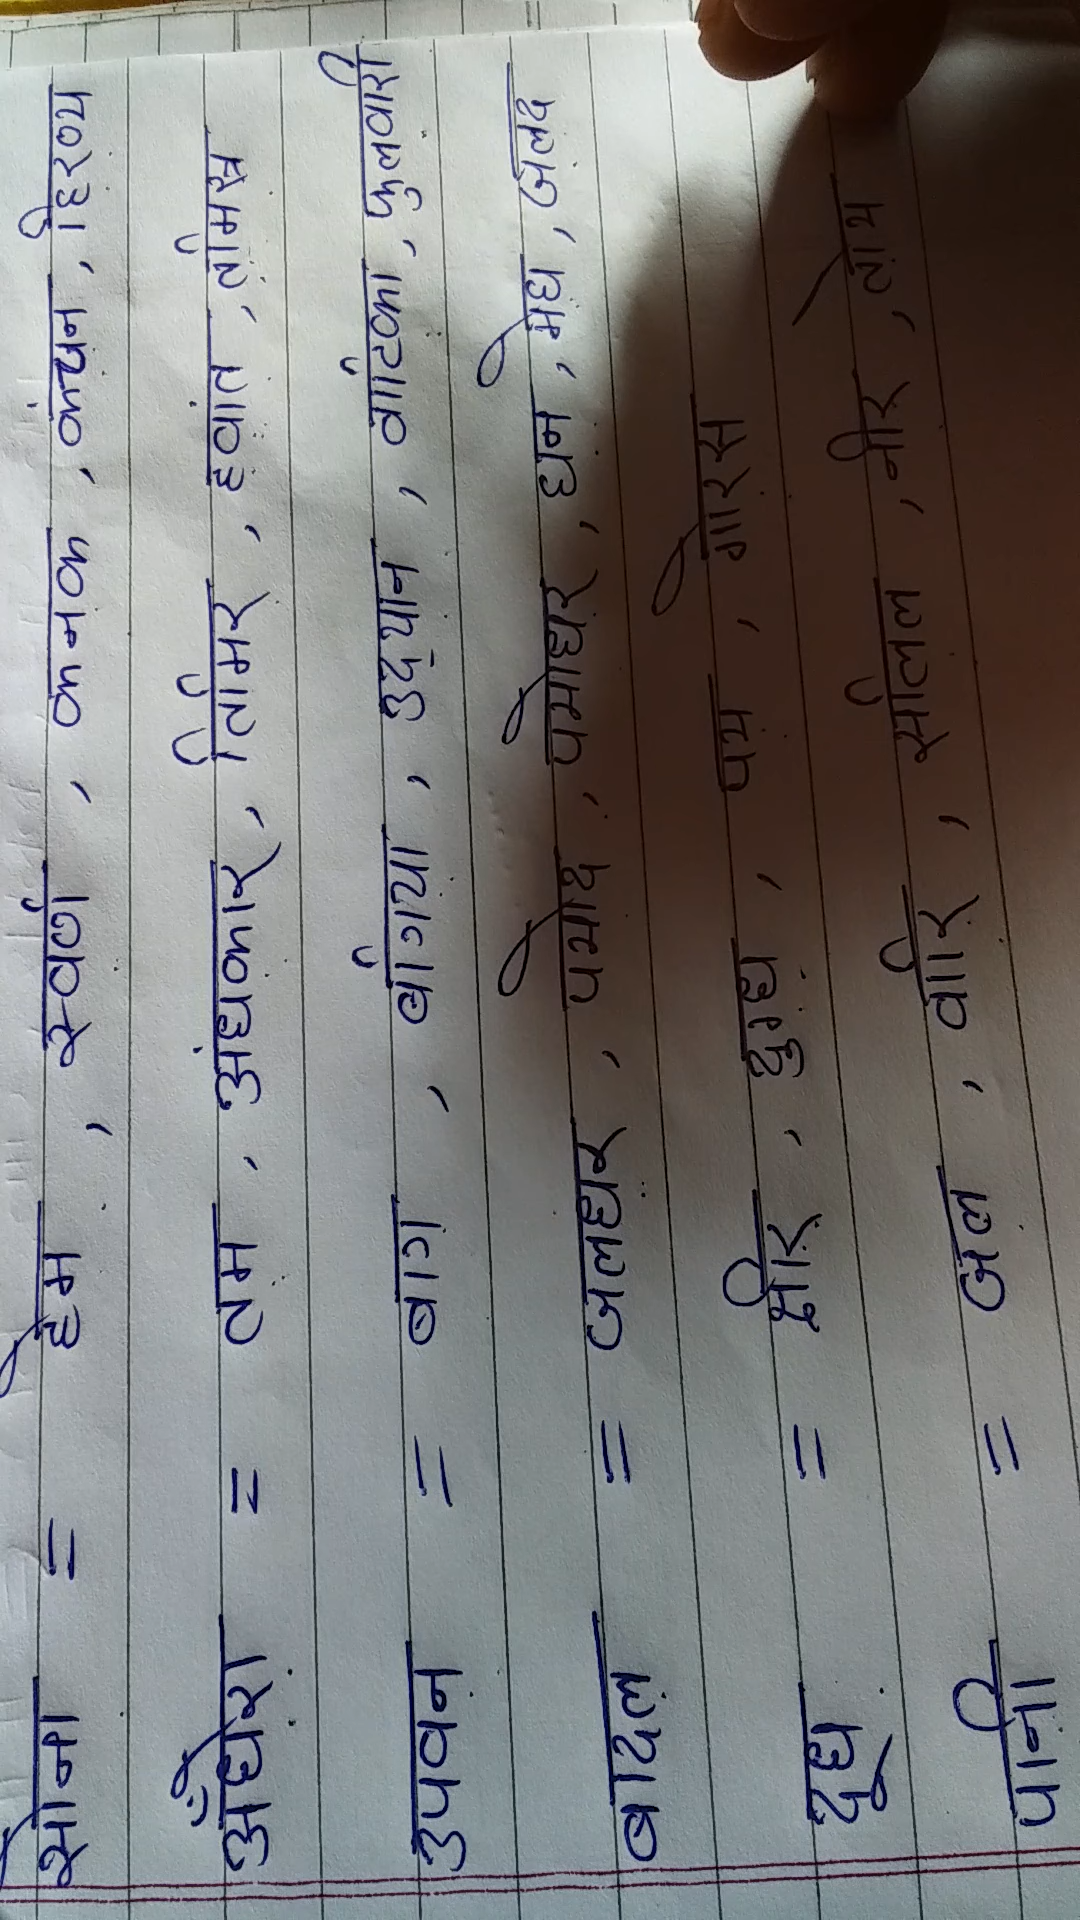 सोना = हेम, स्वर्ण, कनक, कंचन, हिरण्य
अँधेरा = तम, अंधकार, तिमिर, ध्वांत, तमिस्र
उपवन = बाग, बगिया, उद्यान, वाटिका, फुलवारी
बादल = जलधर, पयोद, पयोधर, घन, मेघ, जलद
दूध = क्षीर, दुग्ध, पय, गोरस
पानी = जल, वारि, सलिल, नीर, तोय